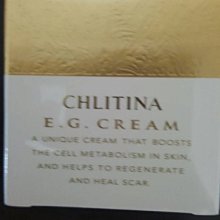 CHLITINA
E.G. CREAM
A UNIQUE CREAM THAT BOOSTS
THE CELL METABOLISM IN SKIN,
AND HELPS TO REGENERATE
AND HEAL SCAR.